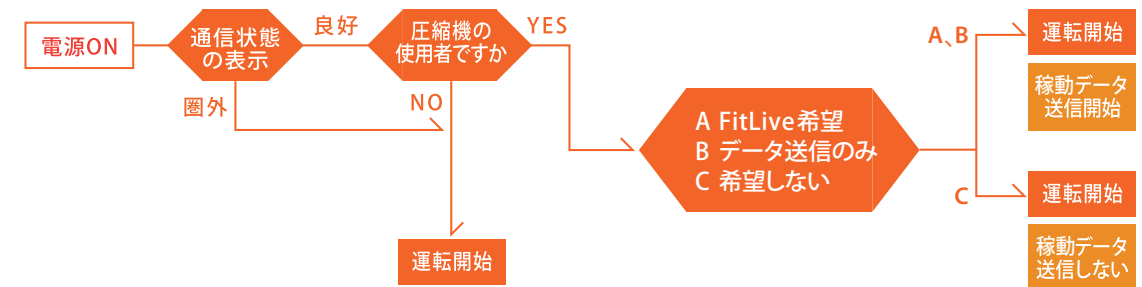 電源ON
通信状態
の表示
良好
圏外
圧縮機の
使用者ですか
YES
NO
運転開始
A FitLive希望
B データ送信のみ
C 希望しない
A、B
運転開始
稼動データ
送信開始
C
運転開始
稼動データ
送信しない